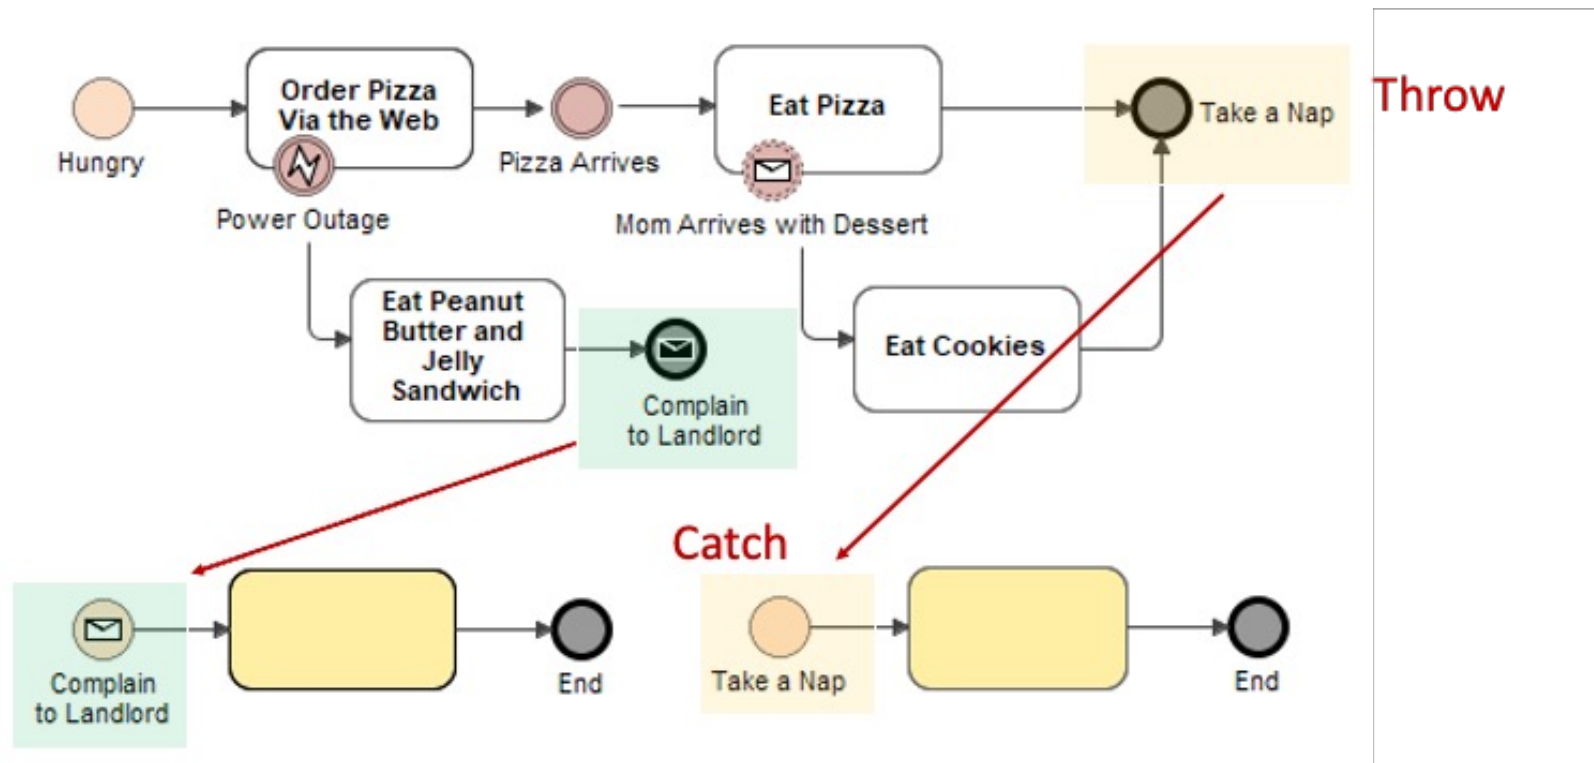 Hungry
Order Pizza
Via the Web
Power Outage
Pizza Arrives
Eat Pizza
Mom Arrives with Dessert
Take a Nap
Throw
Eat Peanut
Butter and
Jelly
Sandwich
Complain
to Landlord
Eat Cookies
Catch
Complain
to Landlord
End
Take a Nap
End